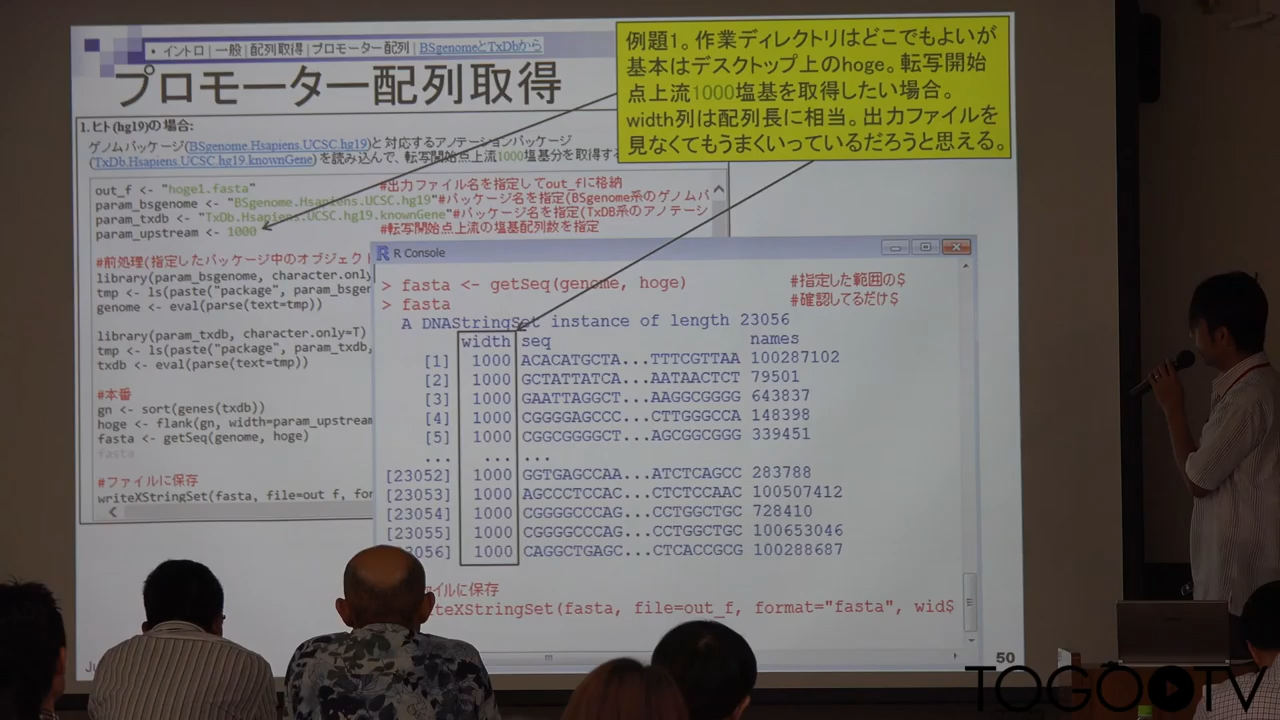 • イントロ | 一般 | 配列取得 | プロモーター配列 | BSgenomeとTxDbから
プロモーター配列取得
例題1。作業ディレクトリはどこでもよいが
基本はデスクトップ上のhoge。転写開始
点上流1000塩基を取得したい場合。
width列は配列長に相当。出力ファイルを
見なくてもうまくいっているだろうと思える。
1. ヒト(hg19)の場合:
ゲノムパッケージ(BSgenome.Hsapiens.UCSC.hg19)と対応するアノテーションパッケージ
(TxDb.Hsapiens.UCSC.hg19.knownGene)を読み込んで、転写開始点上流1000塩基分を取得す
out_f <- "hoge1.fasta" #出力ファイル名を指定してout_fに格納
param_bsgenome <- "BSgenome.Hsapiens.UCSC.hg19"#パッケージ名を指定(BSgenome系のゲノムパ
param_txdb <- "TxDb.Hsapiens.UCSC.hg19.knownGene"#パッケージ名を指定(TxDB系のアノテーシ
param_upstream <- 1000 #転写開始点上流の塩基配列数を指定
#前処理(指定したパッケージ中のオブジェクト
library(param_bsgenome, character.only
tmp <- ls(paste("package", param_bsgen
genome <- eval(parse(text=tmp))
library(param_txdb, character.only=T)
tmp <- ls(paste("package", param_txdb,
txdb <- eval(parse(text=tmp))
#本番
gn <- sort(genes(txdb))
hoge <- flank(gn, width=param_upstream
fasta <- getSeq(genome, hoge)
fasta
#ファイルに保存
writeXStringSet(fasta, file=out_f, for
R Console
> fasta <- getSeq(genome, hoge) #指定した範囲の$
> fasta #確認してるだけ$
A DNAStringSet instance of length 23056
width seq names
[1] 1000 ACACATGCTA...TTTCGTTAA 100287102
[2] 1000 GCTATTATCA...AATAACTCT 79501
[3] 1000 GAATTAGGCT...AAGGCGGGG 643837
[4] 1000 CGGGGAGCCC...CTTGGGCCA 148398
[5] 1000 CGGCGGGGCT...AGCGGCGGG 339451
... ... ...
[23052] 1000 GGTGAGCCAA...ATCTCAGCC 283788
[23053] 1000 AGCCCTCCAC...CTCTCCAAC 100507412
[23054] 1000 CGGGGCCCAG...CCTGGCTGC 728410
[23055] 1000 CGGGGCCCAG...CCTGGCTGC 100653046
056] 1000 CAGGCTGAGC...CTCACCGCG 100288687
イルに保存
teXStringSet(fasta, file=out_f, format="fasta", wid$
Ju
50
TOGO TV